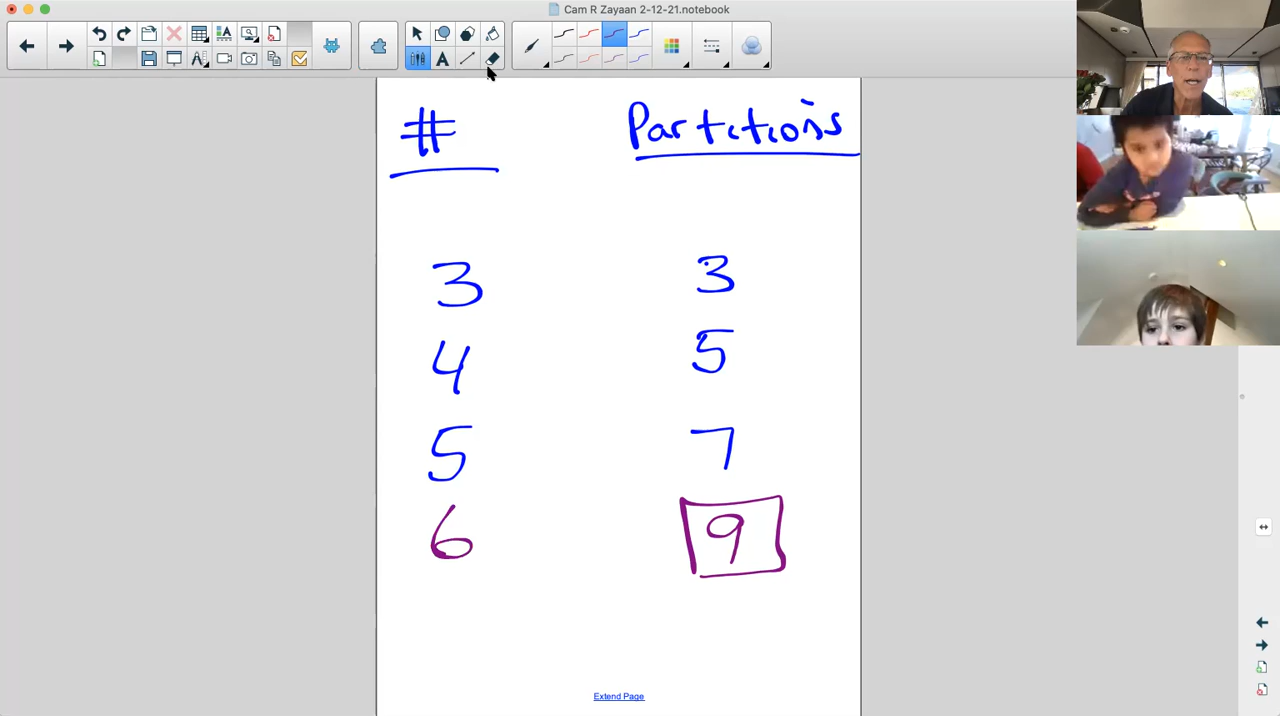 Cam R Zayaan 2-12-21.notebook
# Partitions
3 3
4 5
5 7
6 9
Extend Page